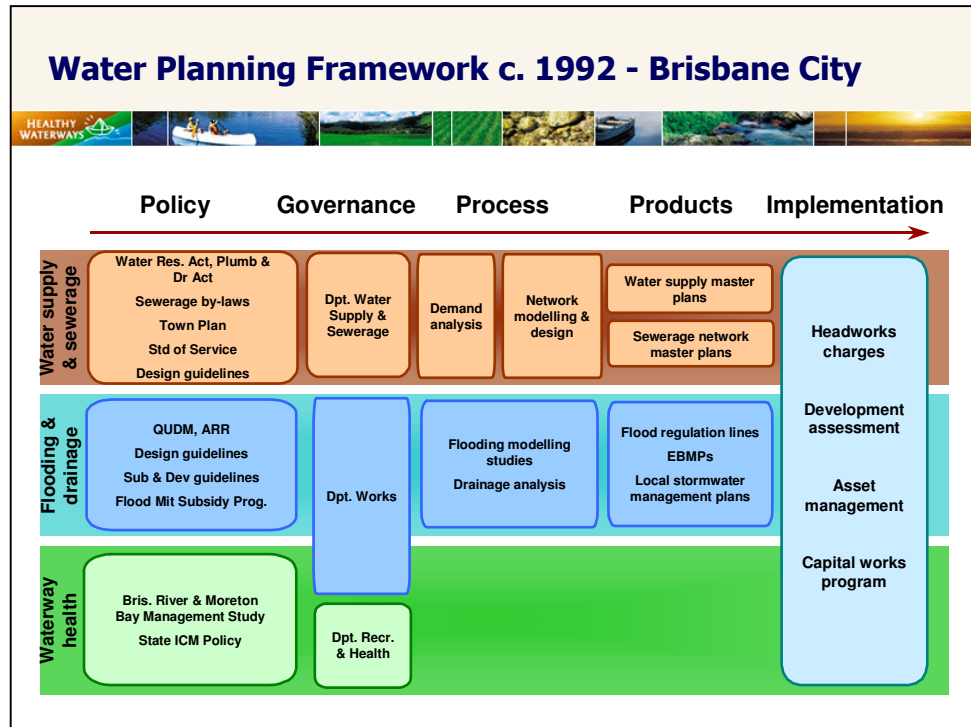 Water Planning Framework c. 1992 - Brisbane City
HEALTHY
WATERWAYS
Policy
Governance
Process
Products
Implementation
Water supply
& sewerage
Water Res. Act, Plumb &
Dr Act
Sewerage by-laws
Town Plan
Std of Service
Design guidelines
Dpt. Water
Supply &
Sewerage
Demand
analysis
Network
modelling &
design
Water supply master
plans
Sewerage network
master plans
Flooding &
drainage
QUDM, ARR
Design guidelines
Sub & Dev guidelines
Flood Mit Subsidy Prog.
Dpt. Works
Flooding modelling
studies
Drainage analysis
Flood regulation lines
EBMPs
Local stormwater
management plans
Waterway
health
Bris. River & Moreton
Bay Management Study
State ICM Policy
Dpt. Recr.
& Health
Headworks
charges
Development
assessment
Asset
management
Capital works
program